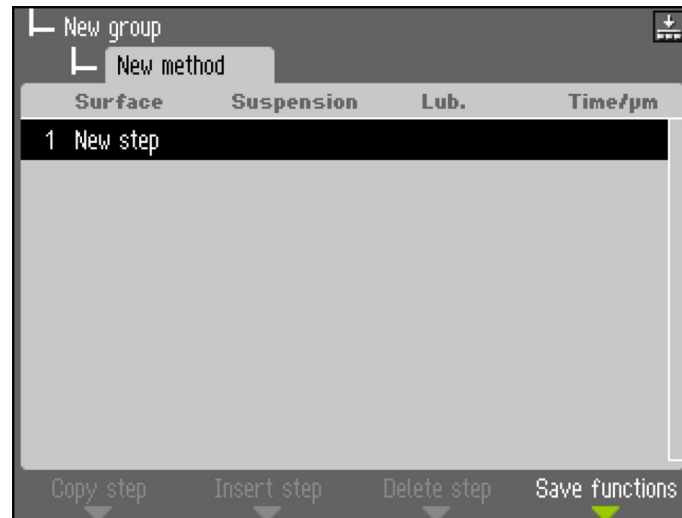 New group
New method
Surface Suspension Lub. Time/µm
1 New step
Copy step Insert step Delete step Save functions